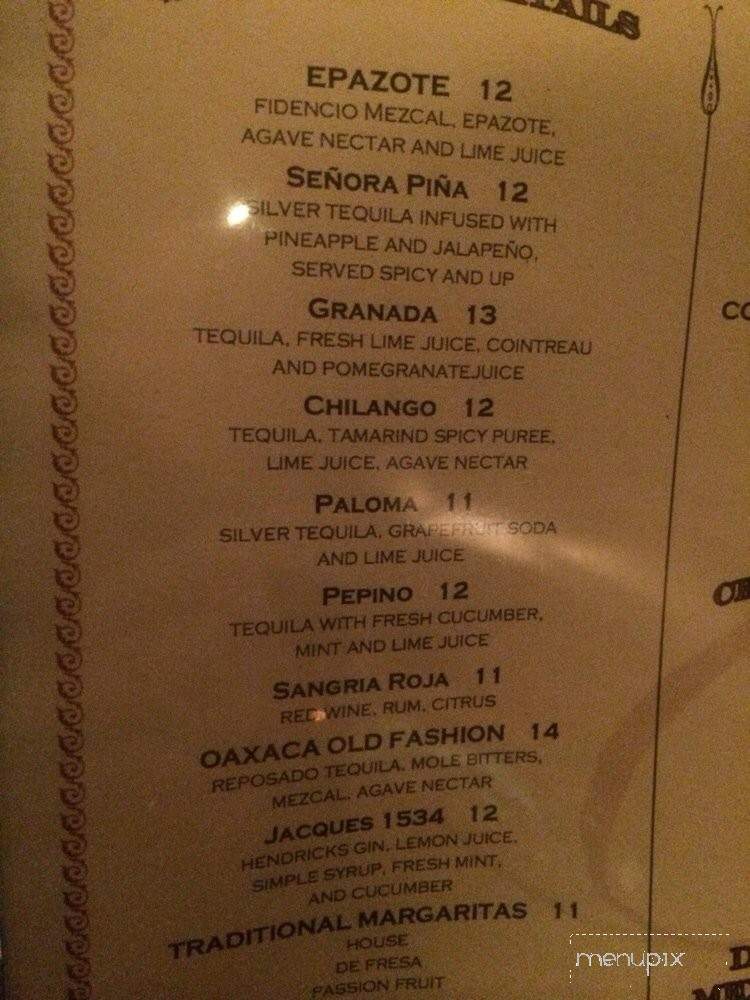 EPAZOTE 12
FIDENCIO MEZCAL, EPAZOTE,
AGAVE NECTAR AND LIME JUICE
SEÑORA PIÑA 12
SILVER TEQUILA INFUSED WITH
PINEAPPLE AND JALAPEÑO,
SERVED SPICY AND UP
GRANADA 13
TEQUILA, FRESH LIME JUICE, COINTREAU
AND POMEGRANATEJUICE
CHILANGO 12
TEQUILA, TAMARIND SPICY PUREE,
LIME JUICE, AGAVE NECTAR
PALOMA 11
SILVER TEQUILA, GRAPEFRUIT SODA
AND LIME JUICE
PEPINO 12
TEQUILA WITH FRESH CUCUMBER,
MINT AND LIME JUICE
SANGRIA ROJA 11
RED WINE, RUM, CITRUS
OAXACA OLD FASHION 14
REPOSADO TEQUILA, MOLE BITTERS,
MEZCAL, AGAVE NECTAR
JACQUES 1534 12
HENDRICKS GIN, LEMON JUICE,
SIMPLE SYRUP, FRESH MINT,
AND CUCUMBER
TRADITIONAL MARGARITAS 11
HOUSE
DE FRESA
PASSION FRUIT
menupix